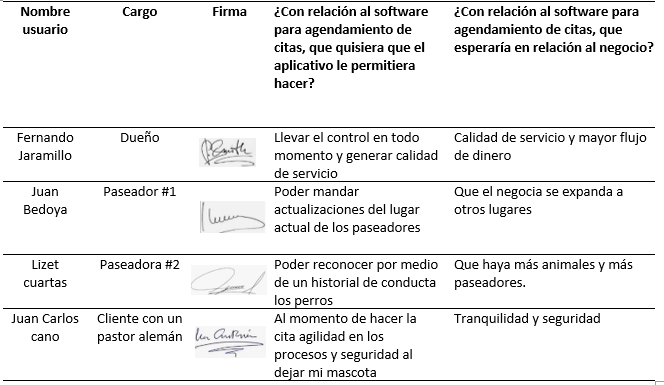 Nombre usuario
Cargo
Firma
¿Con relación al software para agendamiento de citas, que quisiera que el aplicativo le permitiera hacer?
¿Con relación al software para agendamiento de citas, que esperaría en relación al negocio?
Fernando Jaramillo
Dueño
Llevar el control en todo momento y generar calidad de servicio
Calidad de servicio y mayor flujo de dinero
Juan Bedoya
Paseador #1
Poder mandar actualizaciones del lugar actual de los paseadores
Que el negocia se expanda a otros lugares
Lizet cuartas
Paseadora #2
Poder reconocer por medio de un historial de conducta los perros
Que haya más animales y más paseadores.
Juan Carlos cano
Cliente con un pastor alemán
Al momento de hacer la cita agilidad en los procesos y seguridad al dejar mi mascota
Tranquilidad y seguridad